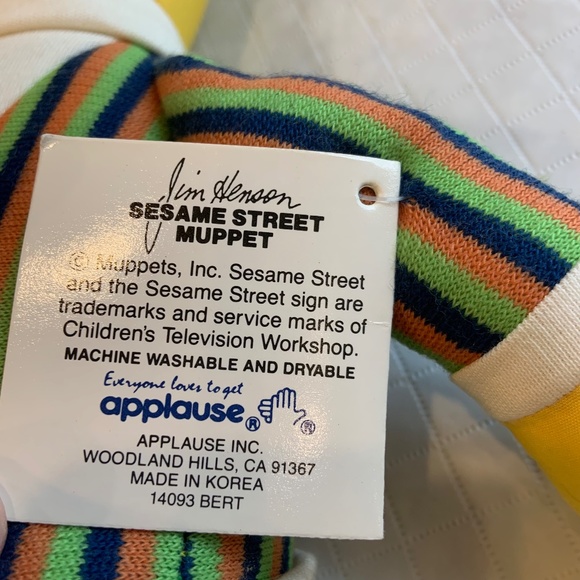 Jim Henson
SESAME STREET
MUPPET
© Muppets, Inc. Sesame Street
and the Sesame Street sign are
trademarks and service marks of
Children's Television Workshop.
MACHINE WASHABLE AND DRYABLE
Everyone loves to get
applause® ®
APPLAUSE INC.
WOODLAND HILLS, CA 91367
MADE IN KOREA
14093 BERT